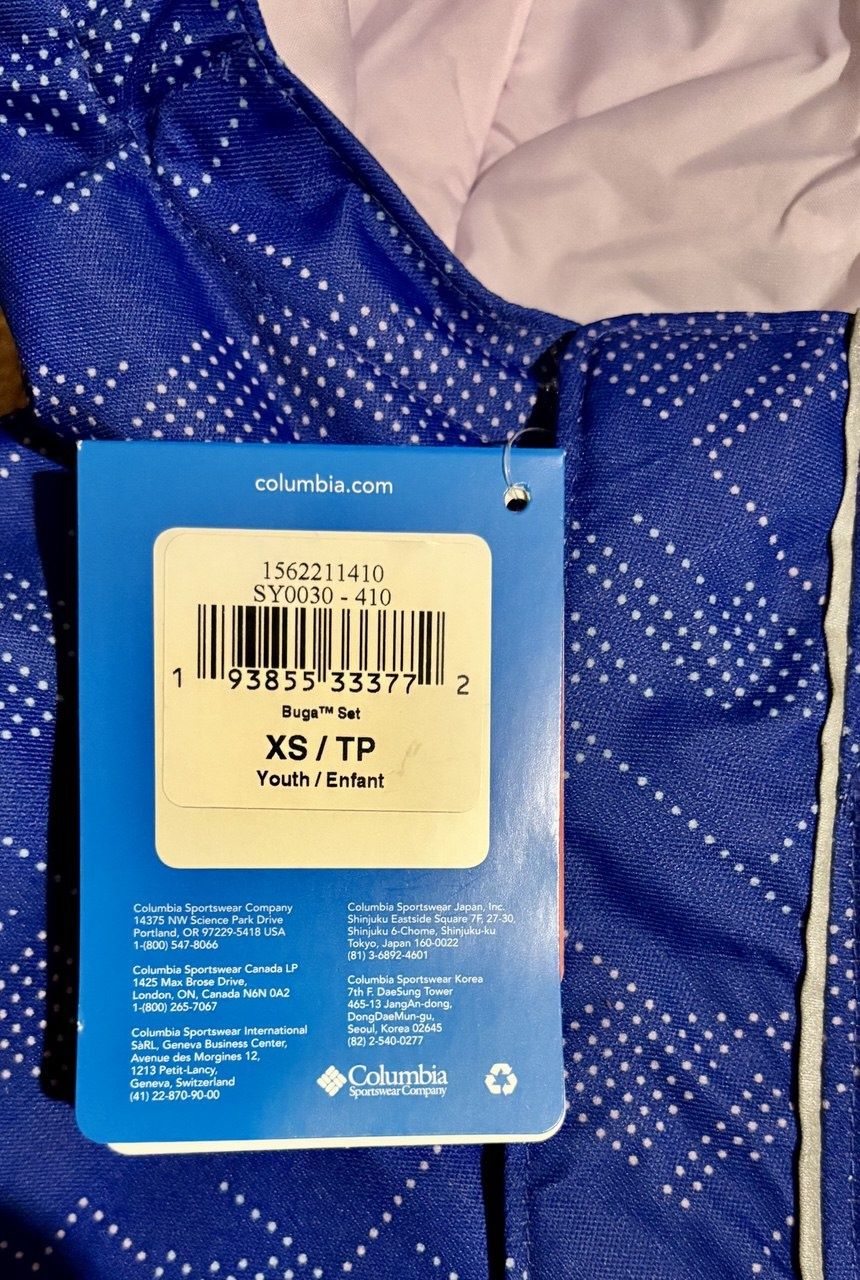 columbia.com
1562211410
SY0030 - 410
1 93855 33377 2
Buga™ Set
XS / TP
Youth / Enfant
Columbia Sportswear Company
14375 NW Science Park Drive
Portland, OR 97229-5418 USA
1-(800) 547-8066
Columbia Sportswear Canada LP
1425 Max Brose Drive,
London, ON, Canada N6N 0A2
1-(800) 265-7067
Columbia Sportswear International
SàRL, Geneva Business Center,
Avenue des Morgines 12,
1213 Petit-Lancy,
Geneva, Switzerland
(41) 22-870-90-00
Columbia Sportswear Japan, Inc.
Shinjuku Eastside Square 7F, 27-30,
Shinjuku 6-Chome, Shinjuku-ku
Tokyo, Japan 160-0022
(81) 3-6892-4601
Columbia Sportswear Korea
7th F. DaeSung Tower
465-13 JangAn-dong,
DongDaeMun-gu,
Seoul, Korea 02645
(82) 2-540-0277
Columbia
Sportswear Company